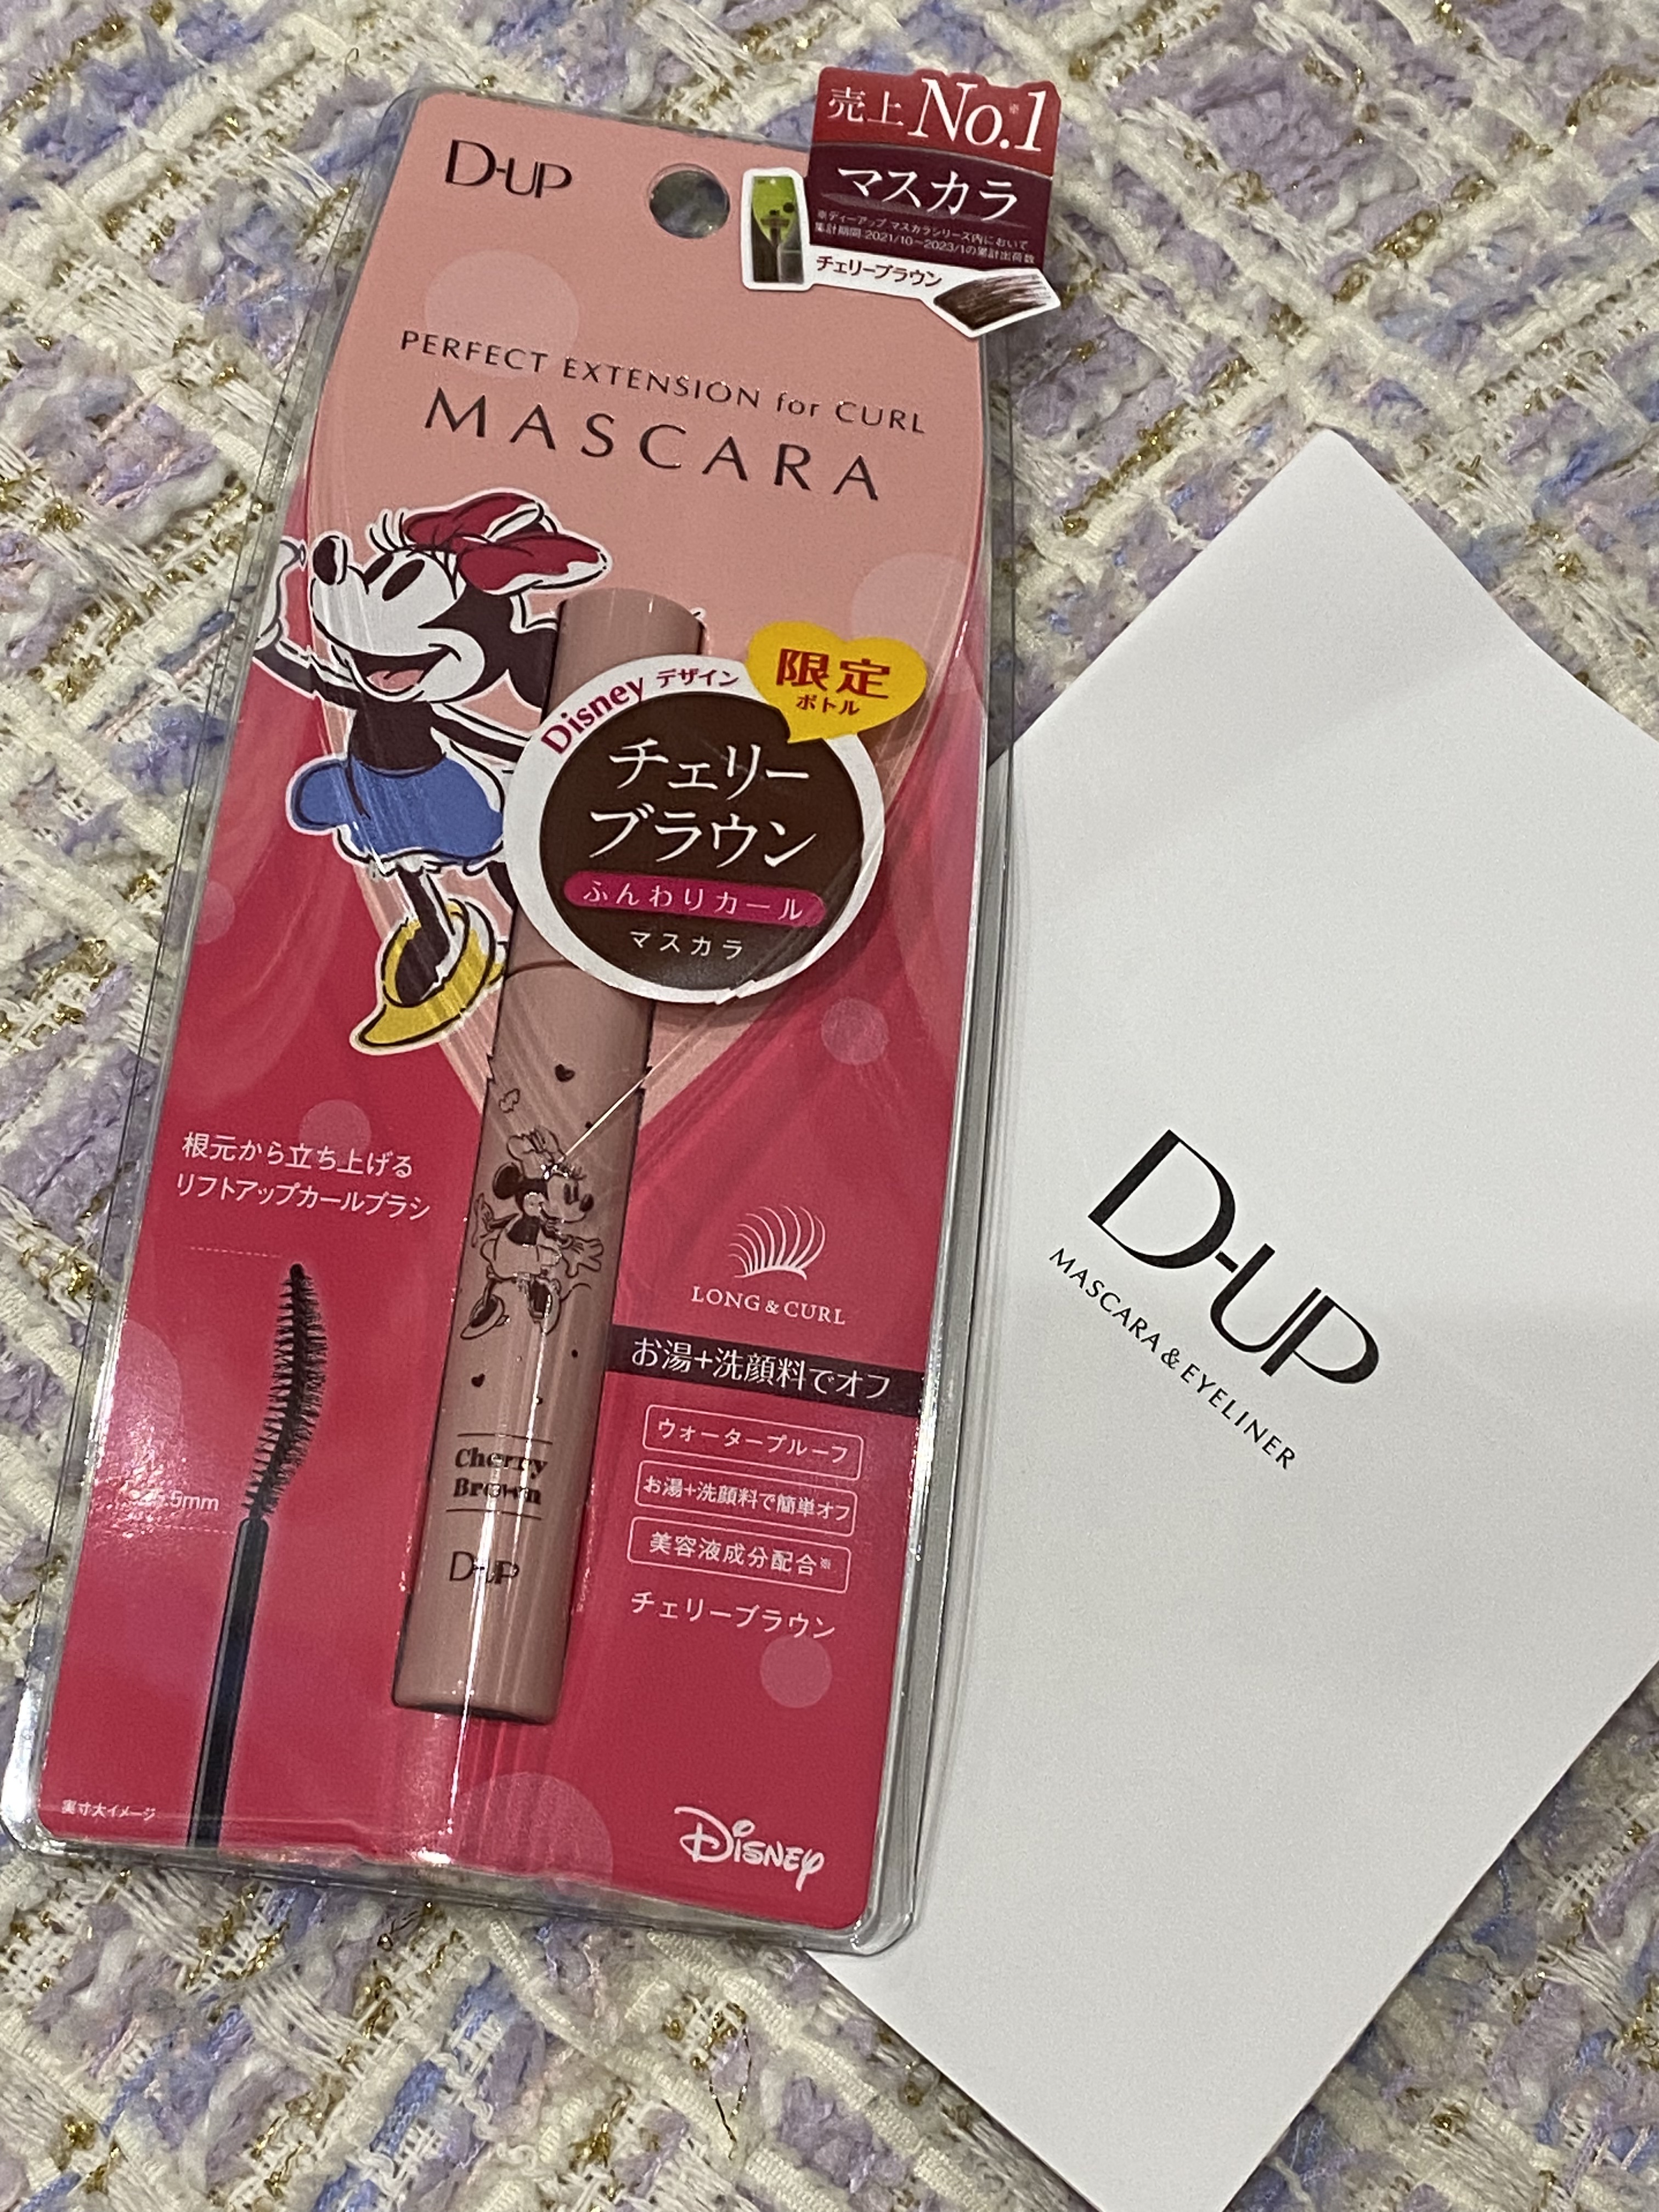 D-UP
売上No.1※
マスカラ
※ディーアップ マスカラシリーズ内において
集計期間:2021/10~2023/1の累計出荷数
チェリーブラウン
PERFECT EXTENSION for CURL
MASCARA
Disney デザイン
限定
ボトル
チェリー
ブラウン
ふんわりカール
マスカラ
根元から立ち上げる
リフトアップカールブラシ
LONG & CURL
お湯+洗顔料でオフ
ウォータープルーフ
お湯+洗顔料で簡単オフ
美容液成分配合※
チェリーブラウン
Cherry
Brown
D-UP
実寸大イメージ
Disney
D-UP
MASCARA & EYELINER